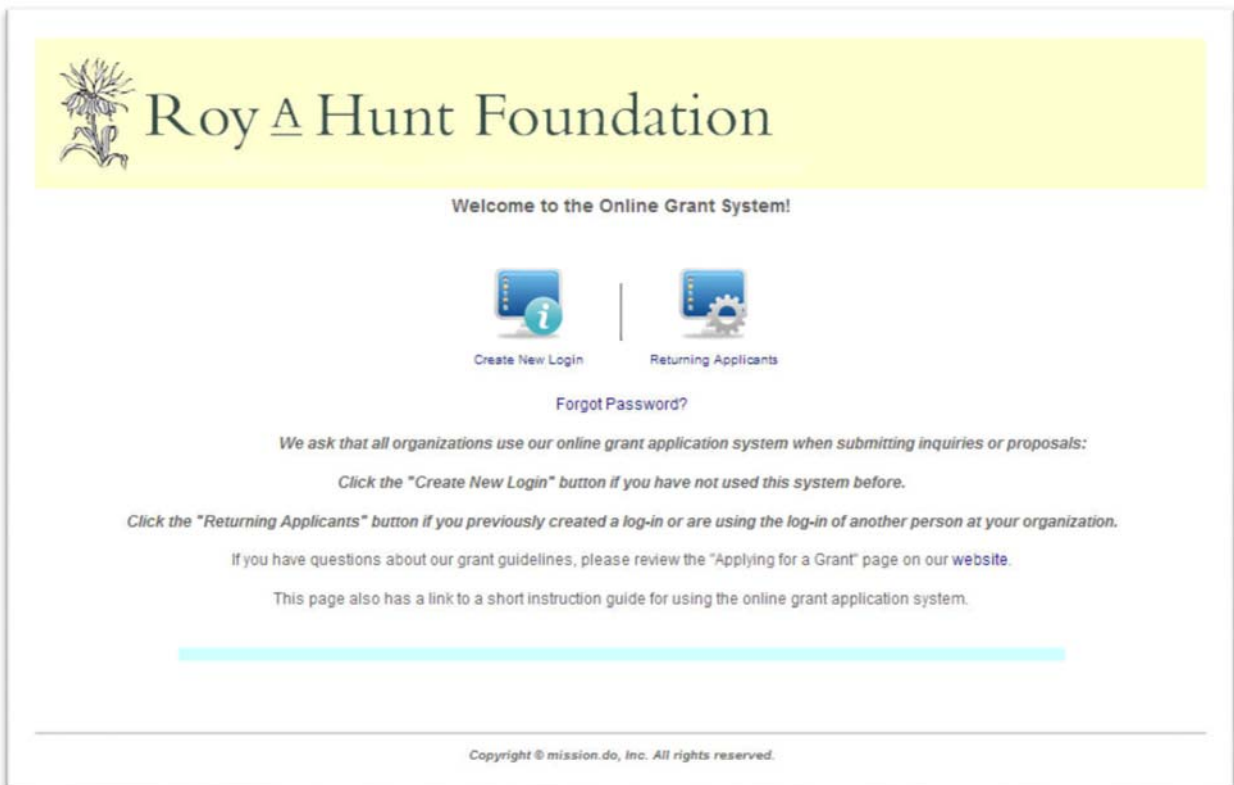 Roy A Hunt Foundation
Welcome to the Online Grant System!
Create New Login
Returning Applicants
Forgot Password?
We ask that all organizations use our online grant application system when submitting inquiries or proposals:
Click the "Create New Login" button if you have not used this system before.
Click the "Returning Applicants" button if you previously created a log-in or are using the log-in of another person at your organization.
If you have questions about our grant guidelines, please review the "Applying for a Grant" page on our website.
This page also has a link to a short instruction guide for using the online grant application system.
Copyright © mission.do, Inc. All rights reserved.